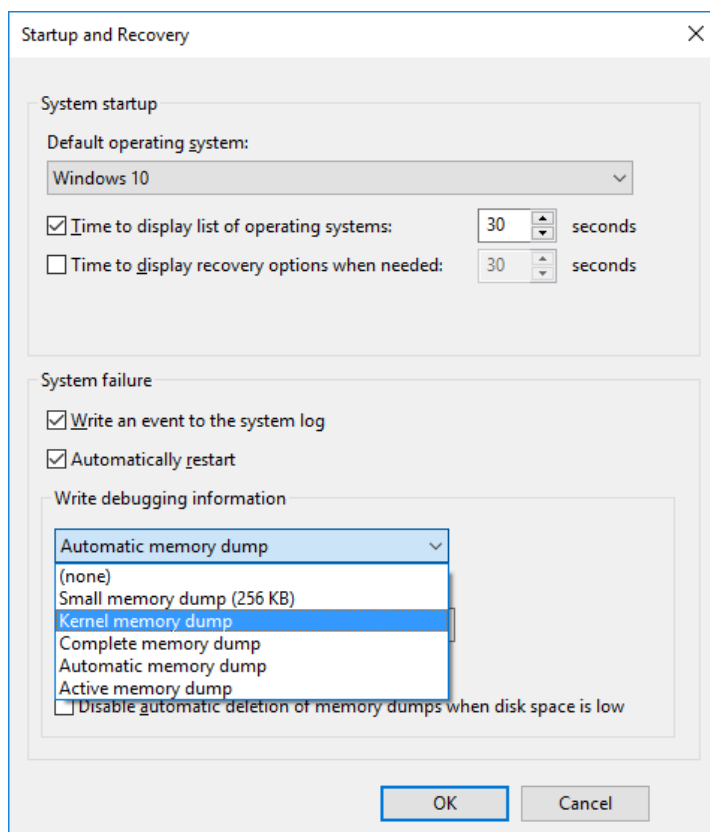 Startup and Recovery
System startup
Default operating system:
Windows 10
Time to display list of operating systems: 30 seconds
Time to display recovery options when needed: 30 seconds
System failure
Write an event to the system log
Automatically restart
Write debugging information
Automatic memory dump
(none)
Small memory dump (256 KB)
Kernel memory dump
Complete memory dump
Automatic memory dump
Active memory dump
Disable automatic deletion of memory dumps when disk space is low
OK Cancel